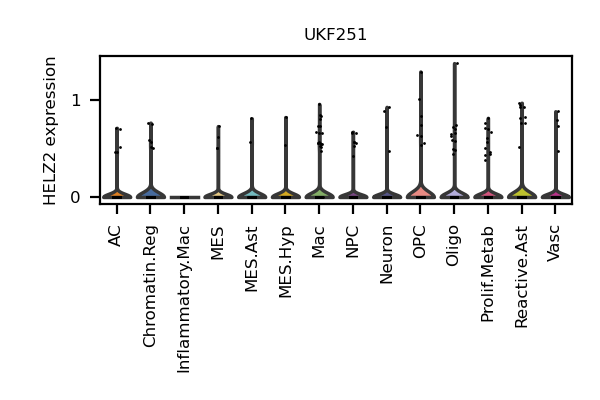 UKF251
HELZ2 expression
1
0
AC
Chromatin.Reg
Inflammatory.Mac
MES
MES.Ast
MES.Hyp
Mac
NPC
Neuron
OPC
Oligo
Prolif.Metab
Reactive.Ast
Vasc